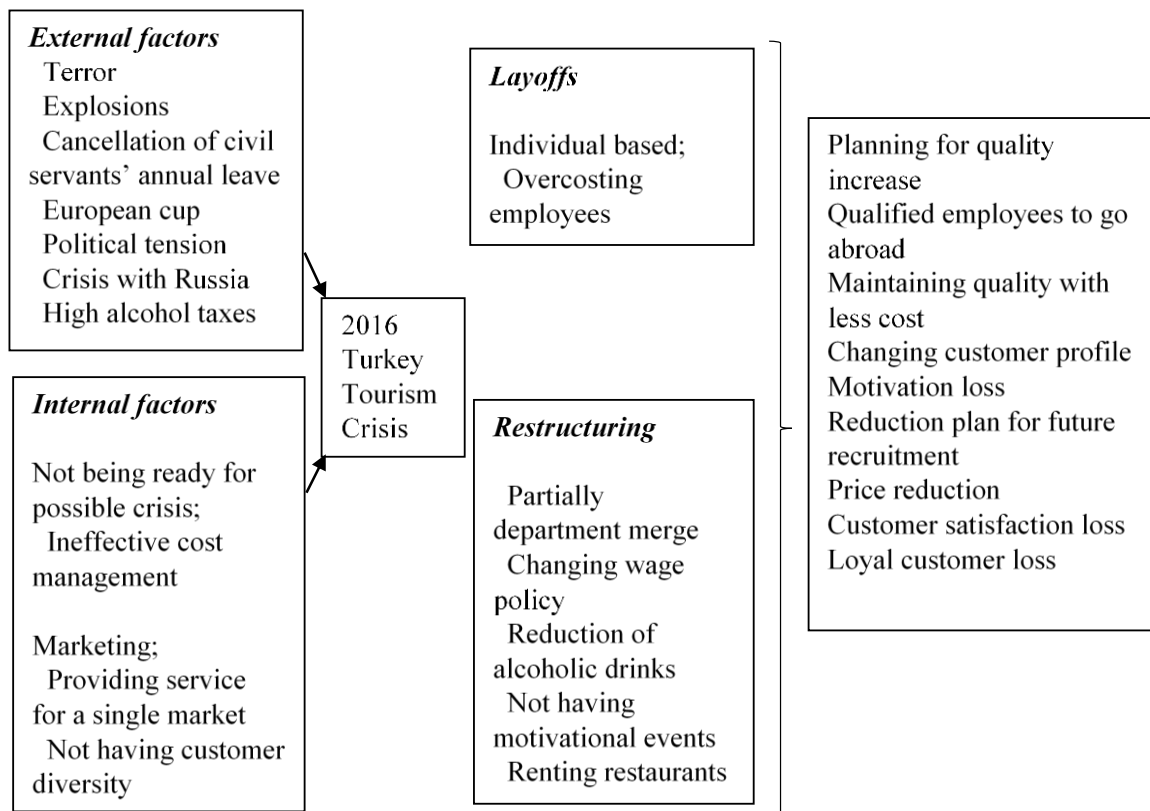 External factors
Terror
Explosions
Cancellation of civil
servants’ annual leave
European cup
Political tension
Crisis with Russia
High alcohol taxes
Internal factors
Not being ready for
possible crisis;
Ineffective cost
management
Marketing;
Providing service
for a single market
Not having customer
diversity
2016
Turkey
Tourism
Crisis
Layoffs
Individual based;
Overcosting
employees
Restructuring
Partially
department merge
Changing wage
policy
Reduction of
alcoholic drinks
Not having
motivational events
Renting restaurants
Planning for quality
increase
Qualified employees to go
abroad
Maintaining quality with
less cost
Changing customer profile
Motivation loss
Reduction plan for future
recruitment
Price reduction
Customer satisfaction loss
Loyal customer loss